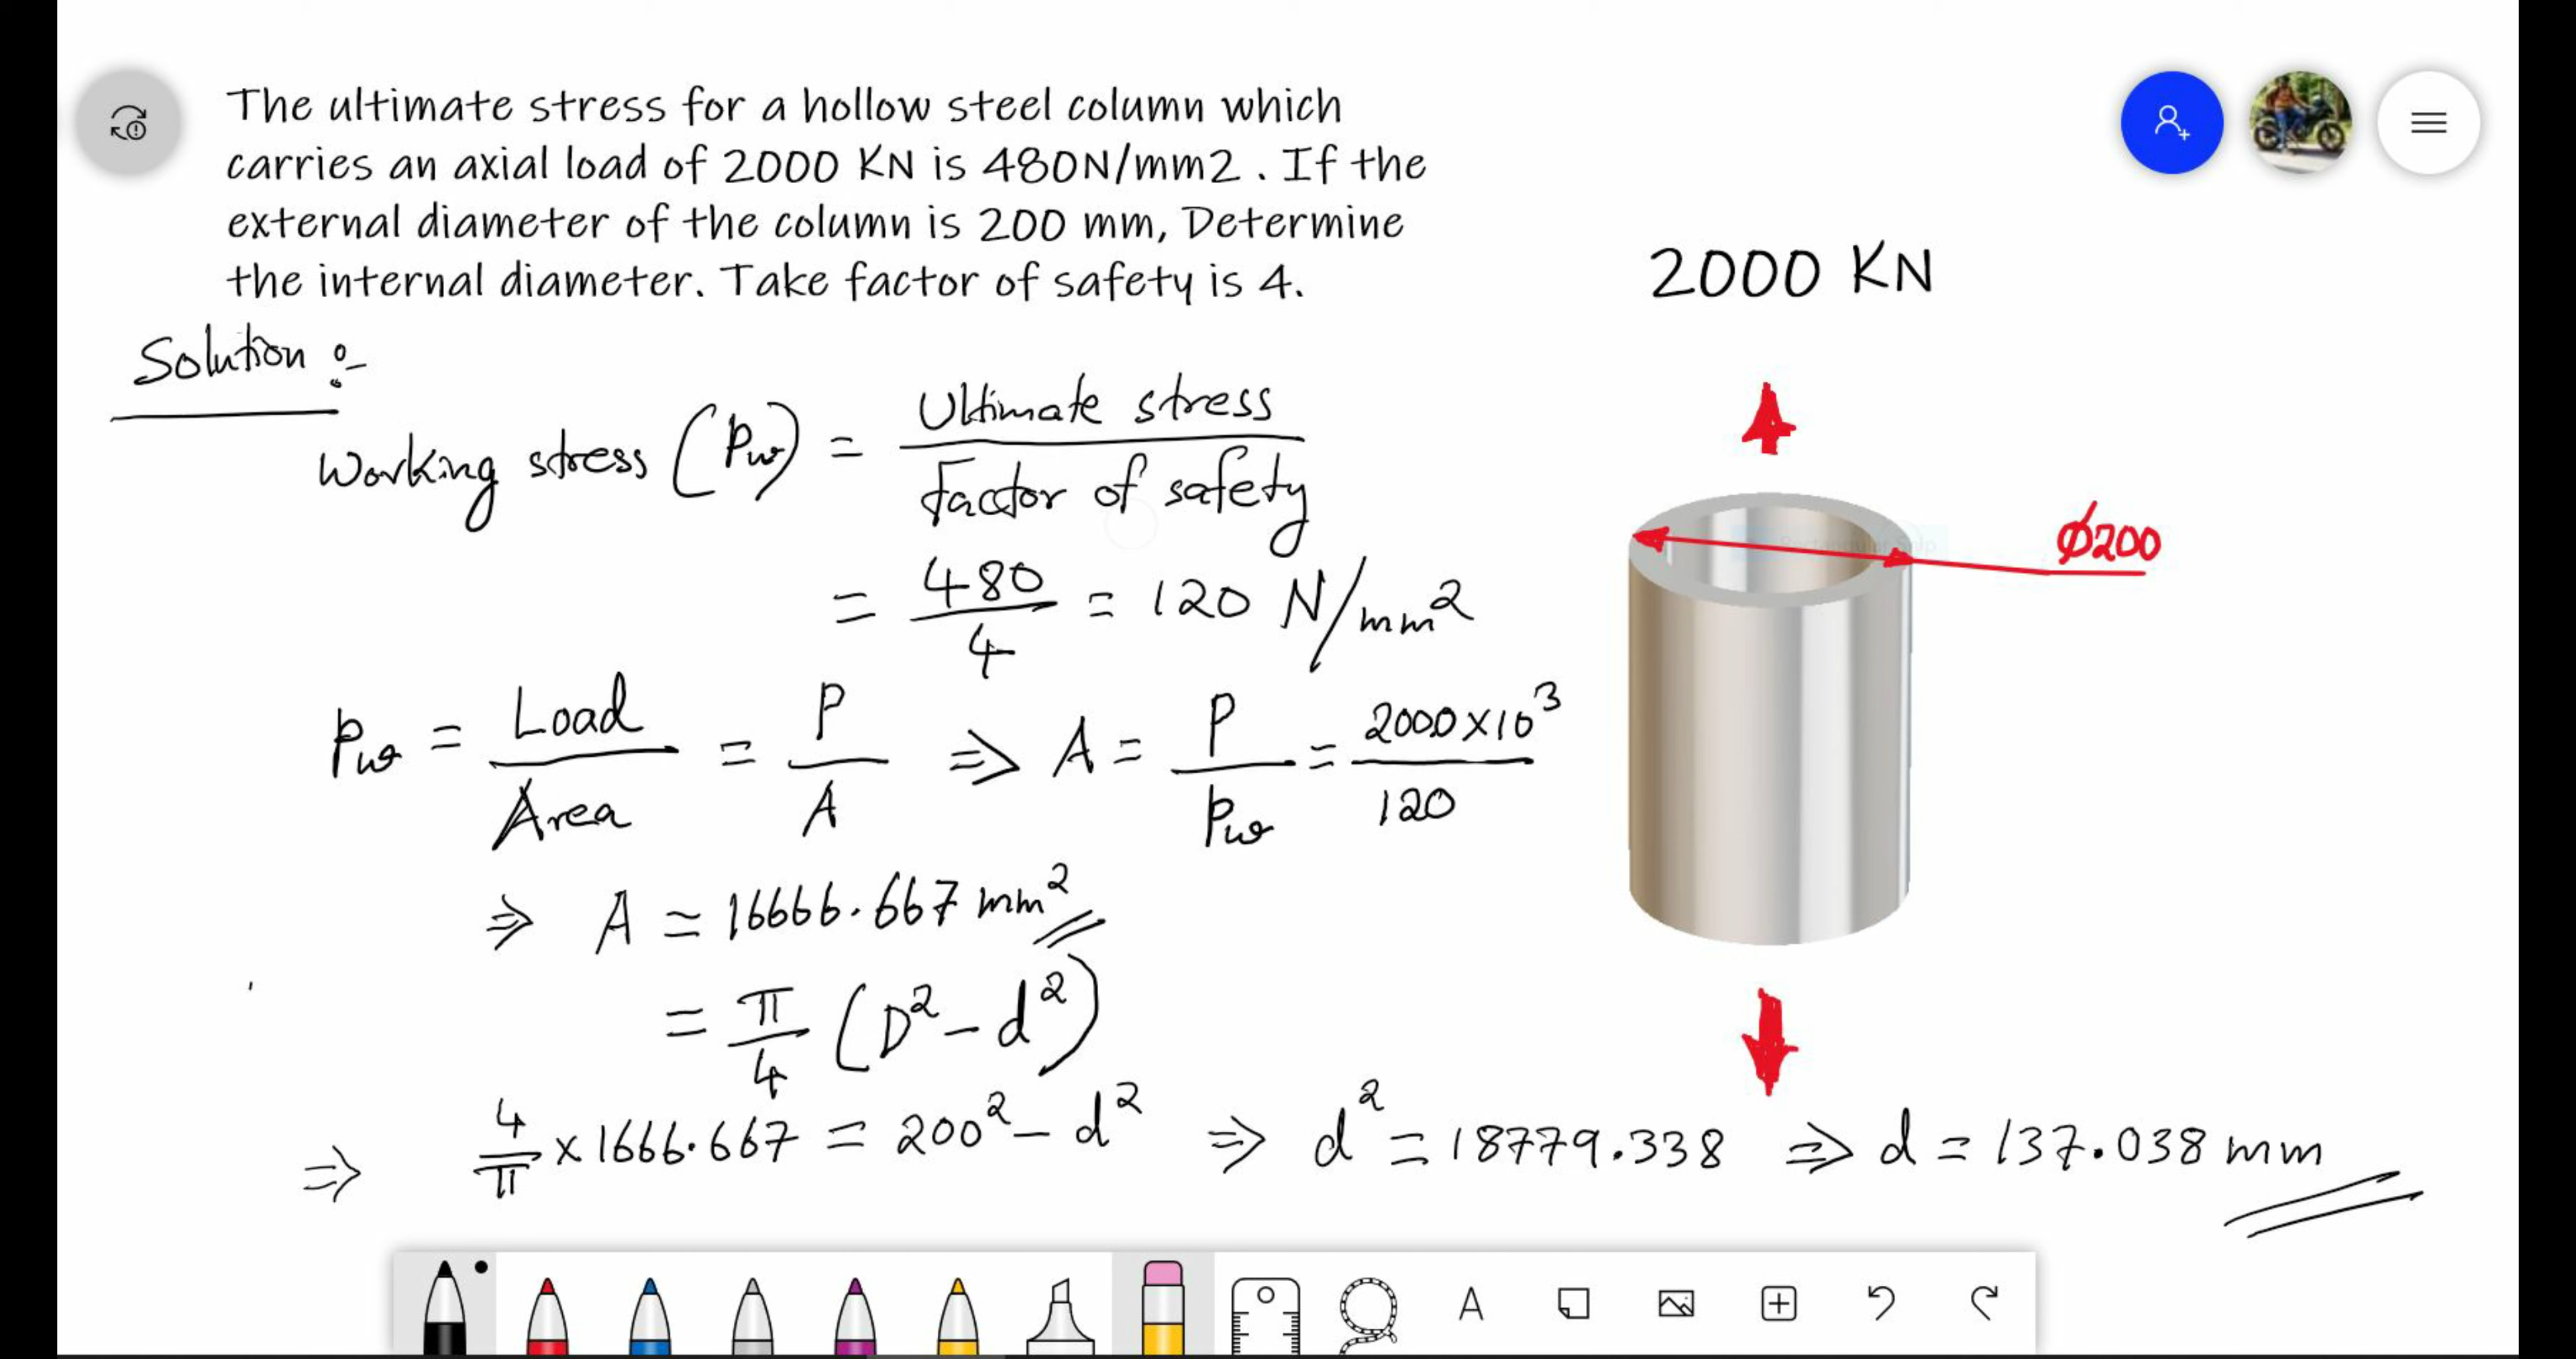 The ultimate stress for a hollow steel column which
carries an axial load of 2000 KN is 480N/mm2 . If the
external diameter of the column is 200 mm, Determine
the internal diameter. Take factor of safety is 4.
2000 KN
Solution :-
Working stress (Pw) = Ultimate stress / Factor of safety
= 480 / 4 = 120 N/mm²
Pw = Load / Area = P / A ⇒ A = P / Pw = 2000×10³ / 120
⇒ A = 16666.667 mm²
= π/4 (D² - d²)
⇒ 4/π × 1666.667 = 200² - d² ⇒ d² = 18779.338 ⇒ d = 137.038 mm
ϕ200
Rectangular Snip
A